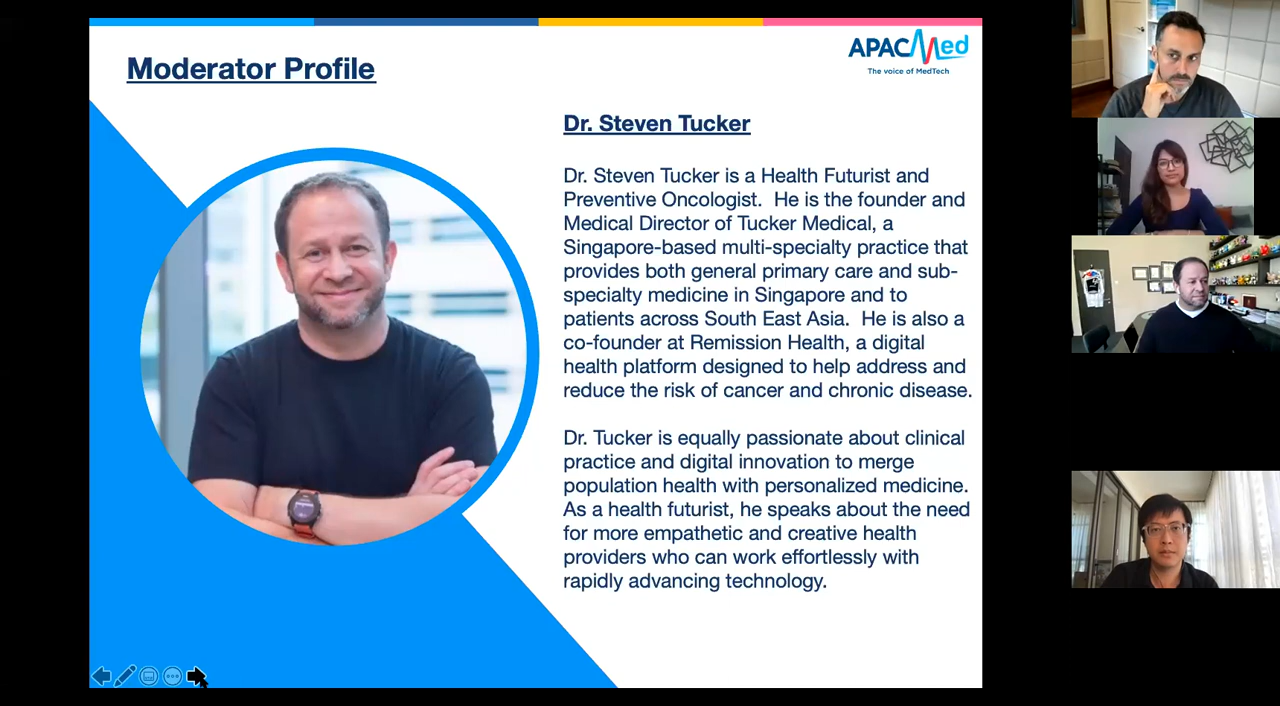 Moderator Profile
APACMed
The voice of MedTech
Dr. Steven Tucker
Dr. Steven Tucker is a Health Futurist and
Preventive Oncologist.  He is the founder and
Medical Director of Tucker Medical, a
Singapore-based multi-specialty practice that
provides both general primary care and sub-
specialty medicine in Singapore and to
patients across South East Asia.  He is also a
co-founder at Remission Health, a digital
health platform designed to help address and
reduce the risk of cancer and chronic disease.
Dr. Tucker is equally passionate about clinical
practice and digital innovation to merge
population health with personalized medicine.
As a health futurist, he speaks about the need
for more empathetic and creative health
providers who can work effortlessly with
rapidly advancing technology.